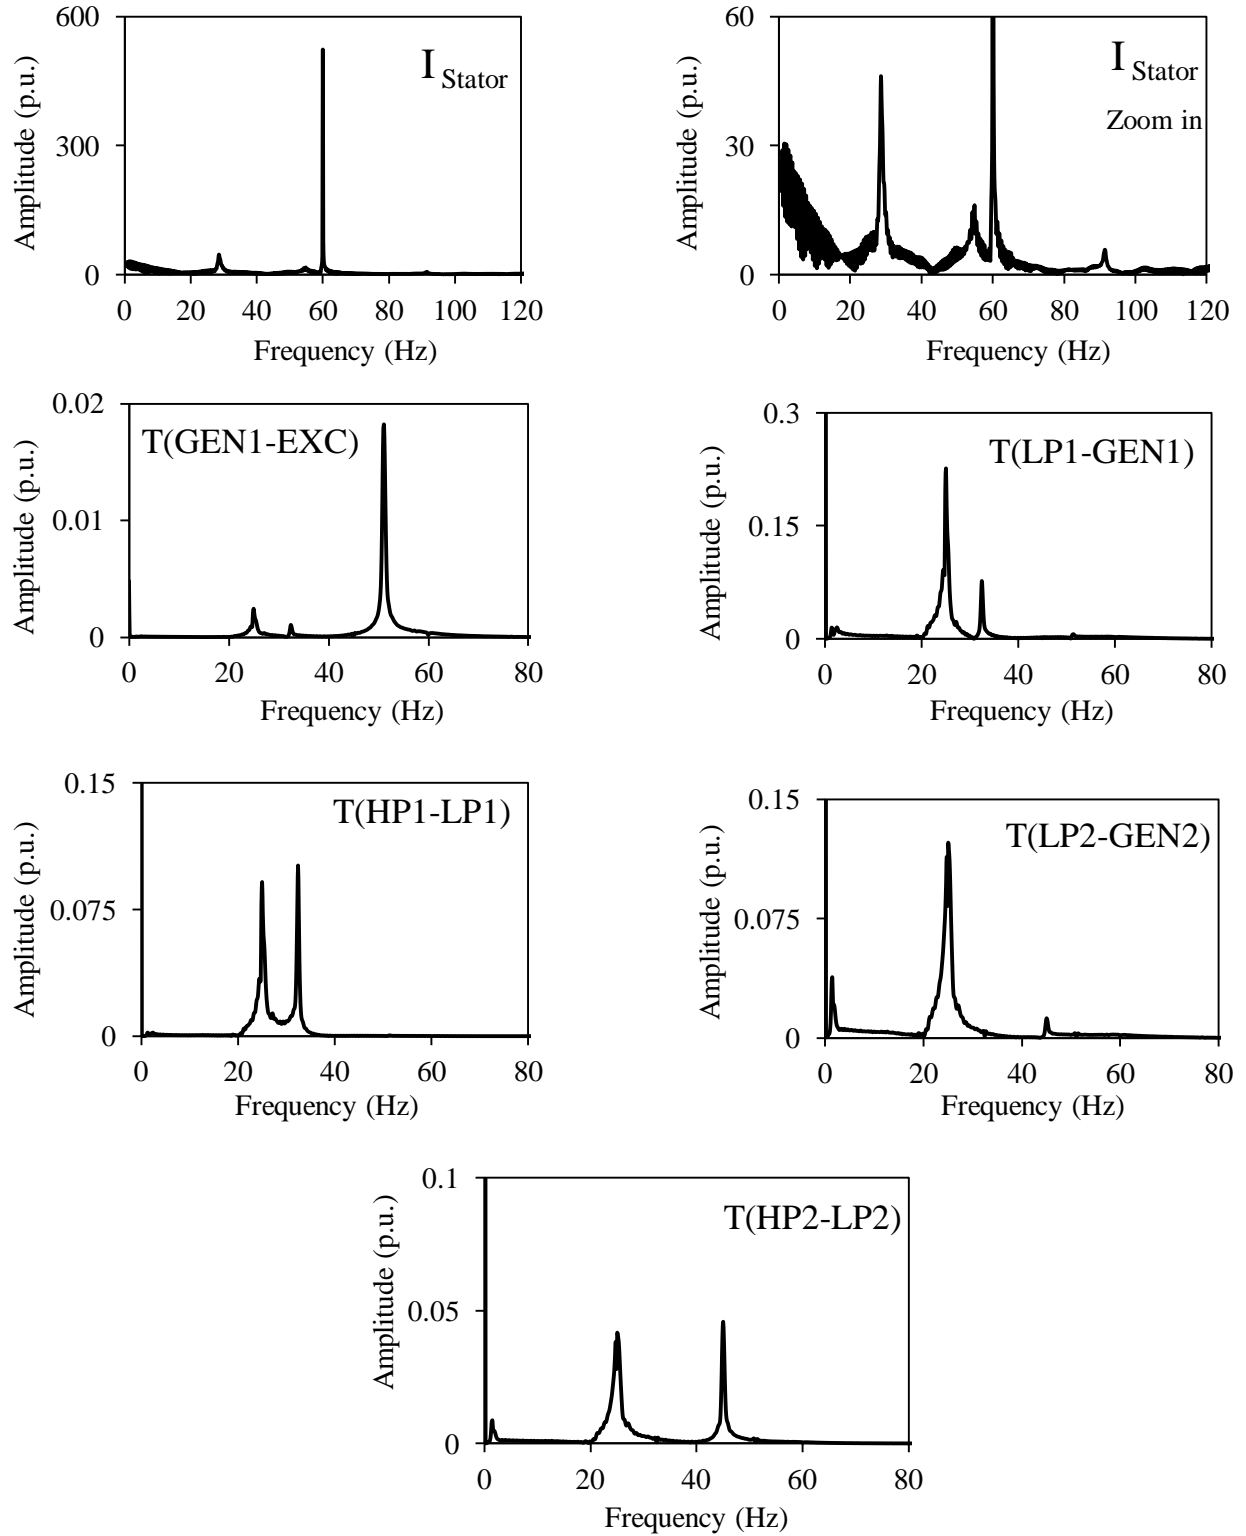 600
300
0
Amplitude (p.u.)
I Stator
0 20 40 60 80 100 120
Frequency (Hz)
60
30
0
Amplitude (p.u.)
I Stator
Zoom in
0 20 40 60 80 100 120
Frequency (Hz)
0.02
0.01
0
Amplitude (p.u.)
T(GEN1-EXC)
0 20 40 60 80
Frequency (Hz)
0.3
0.15
0
Amplitude (p.u.)
T(LP1-GEN1)
0 20 40 60 80
Frequency (Hz)
0.15
0.075
0
Amplitude (p.u.)
T(HP1-LP1)
0 20 40 60 80
Frequency (Hz)
0.15
0.075
0
Amplitude (p.u.)
T(LP2-GEN2)
0 20 40 60 80
Frequency (Hz)
0.1
0.05
0
Amplitude (p.u.)
T(HP2-LP2)
0 20 40 60 80
Frequency (Hz)